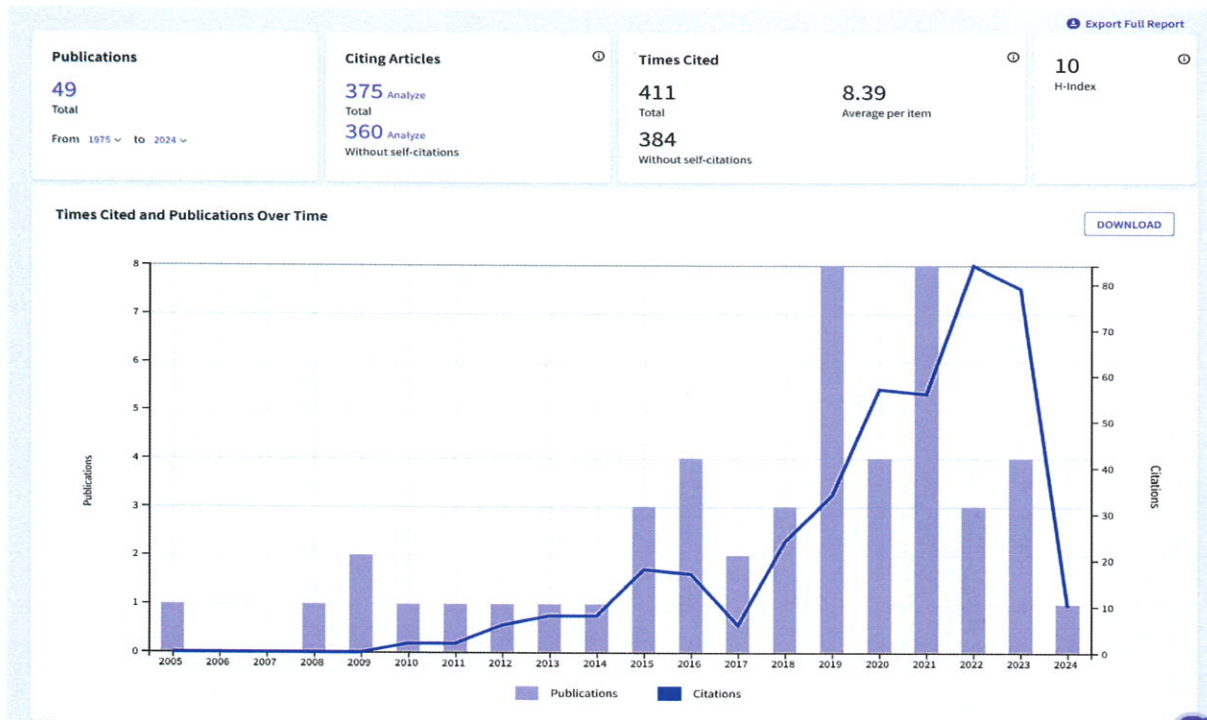 Export Full Report
Publications
49
Total
From 1975 to 2024
Citing Articles
375 Analyze
Total
360 Analyze
Without self-citations
Times Cited
411
Total
384
Without self-citations
8.39
Average per item
10
H-Index
Times Cited and Publications Over Time
DOWNLOAD
8
7
6
5
4
3
2
1
0
Publications
80
70
60
50
40
30
20
10
0
Citations
2005 2006 2007 2008 2009 2010 2011 2012 2013 2014 2015 2016 2017 2018 2019 2020 2021 2022 2023 2024
Publications Citations